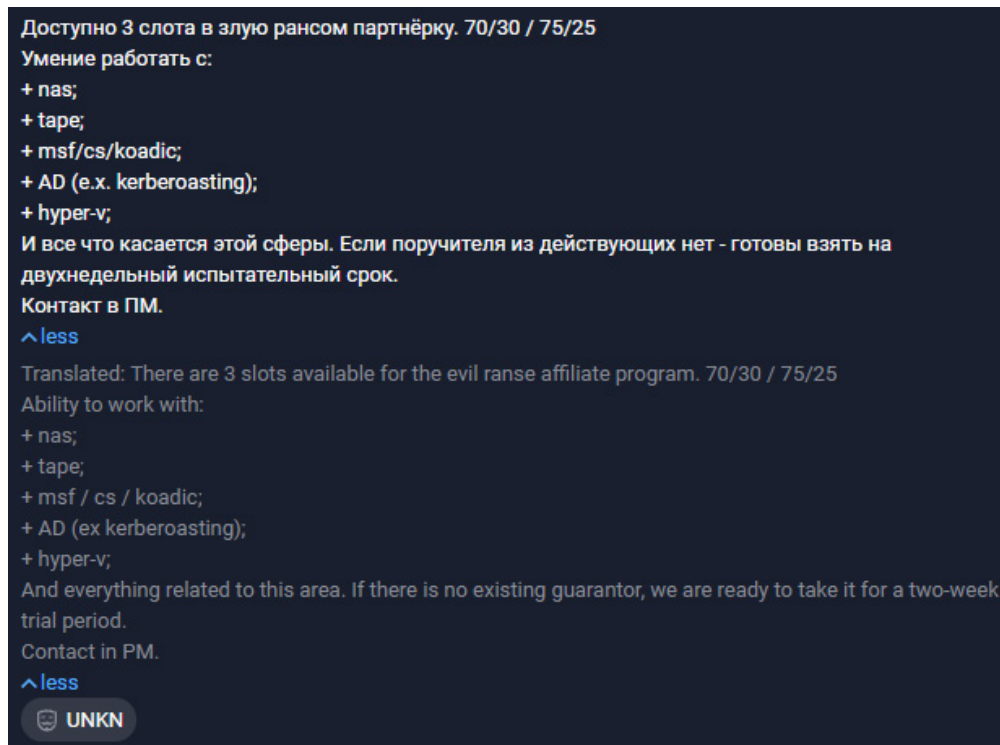 Доступно 3 слота в злую рансом партнёрку. 70/30 / 75/25
Умение работать с:
+ nas;
+ tape;
+ msf/cs/koadic;
+ AD (e.x. kerberoasting);
+ hyper-v;
И все что касается этой сферы. Если поручителя из действующих нет - готовы взять на
двухнедельный испытательный срок.
Контакт в ПМ.
less
Translated: There are 3 slots available for the evil ranse affiliate program. 70/30 / 75/25
Ability to work with:
+ nas;
+ tape;
+ msf / cs / koadic;
+ AD (ex kerberoasting);
+ hyper-v;
And everything related to this area. If there is no existing guarantor, we are ready to take it for a two-week
trial period.
Contact in PM.
less
UNKN